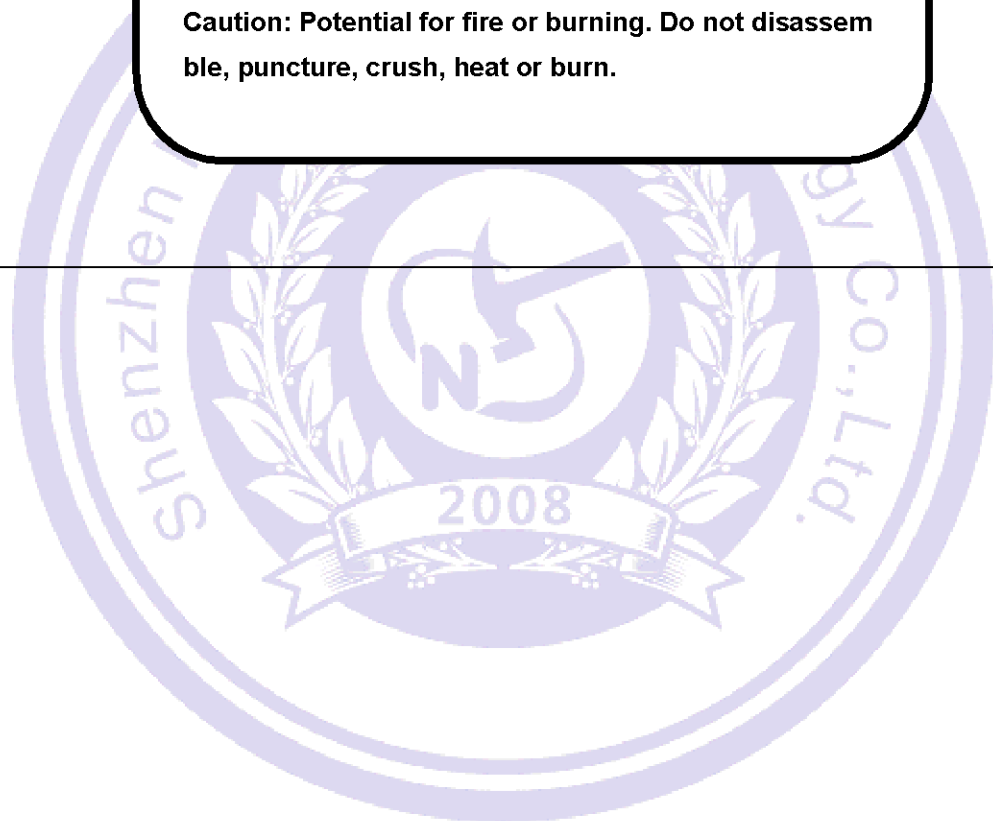 Caution: Potential for fire or burning. Do not disassem
ble, puncture, crush, heat or burn.
Shenzhen
gy Co.,Ltd.
N
2008